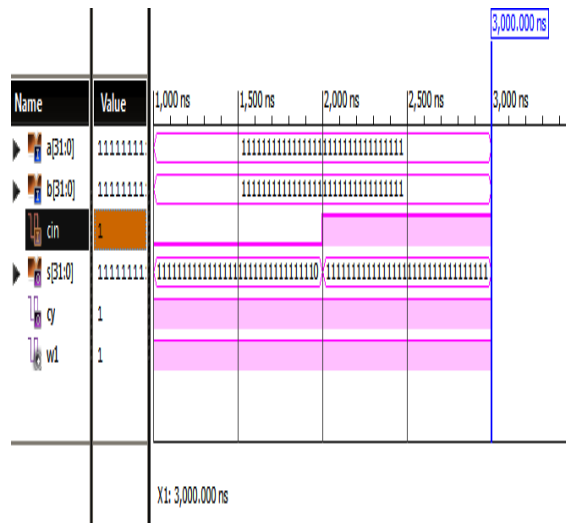 3,000.000 ns
Name Value 1,000 ns 1,500 ns 2,000 ns 2,500 ns 3,000 ns
a[31:0] 11111111: 11111111111111111111111111111111
b[31:0] 11111111: 11111111111111111111111111111111
cin 1
s[31:0] 11111111: 11111111111111111111111111111110 11111111111111111111111111111111
cy 1
w1 1
X1: 3,000.000 ns